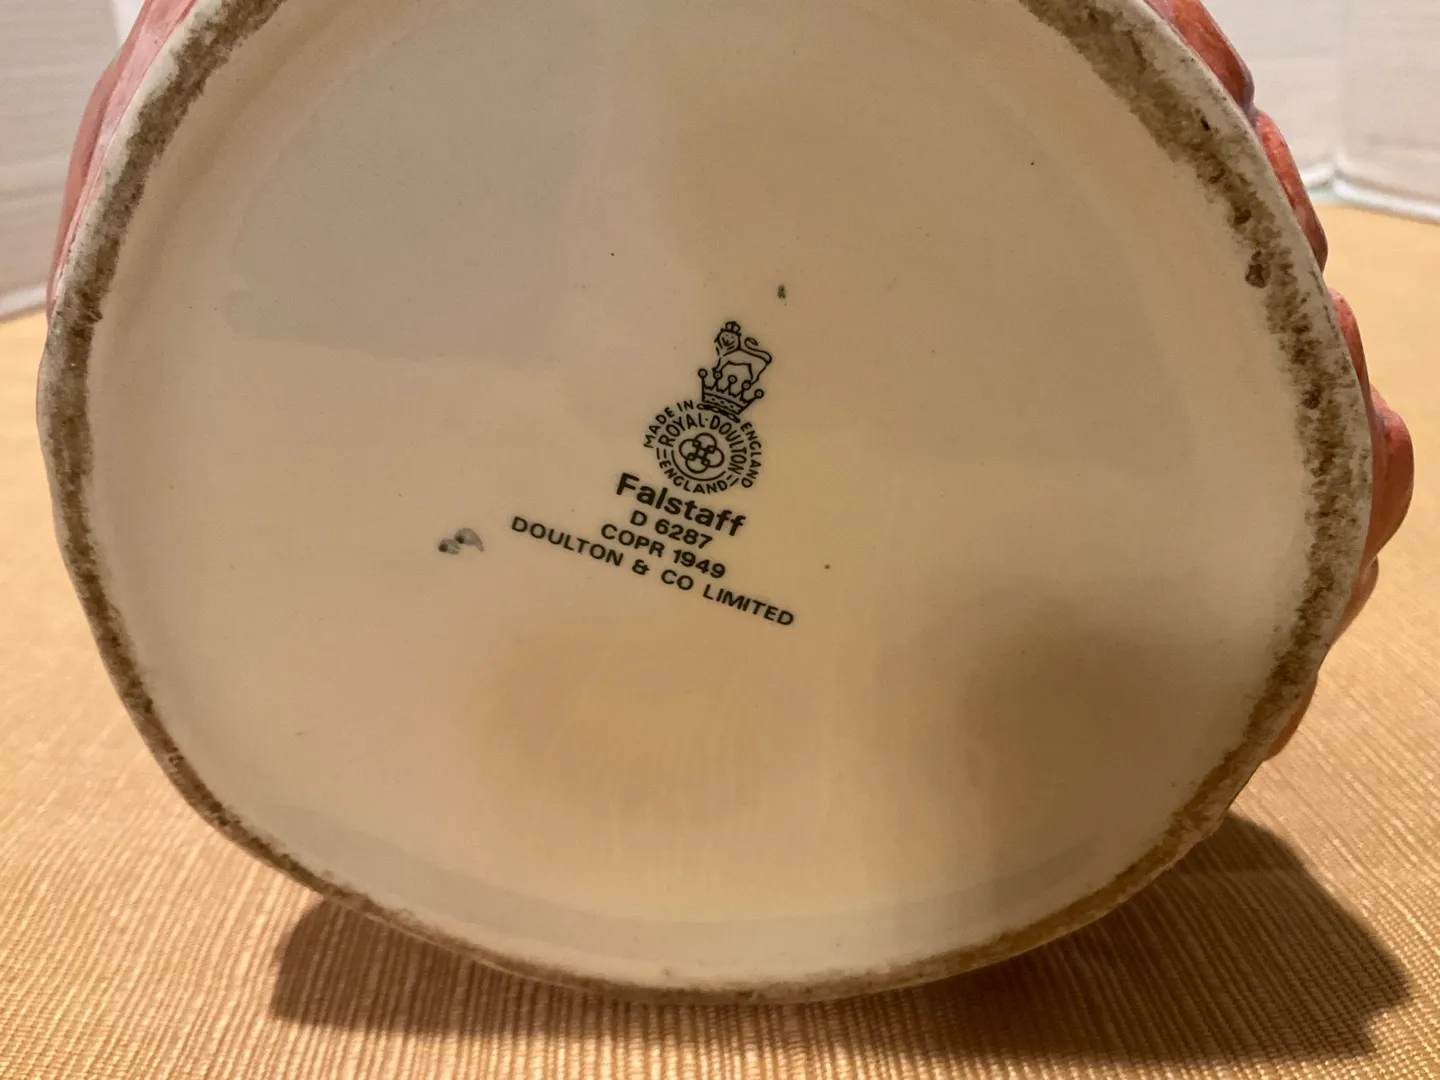 MADE IN ENGLAND
ROYAL·DOULTON
ENGLAND
Falstaff
D 6287
COPR 1949
DOULTON & CO LIMITED